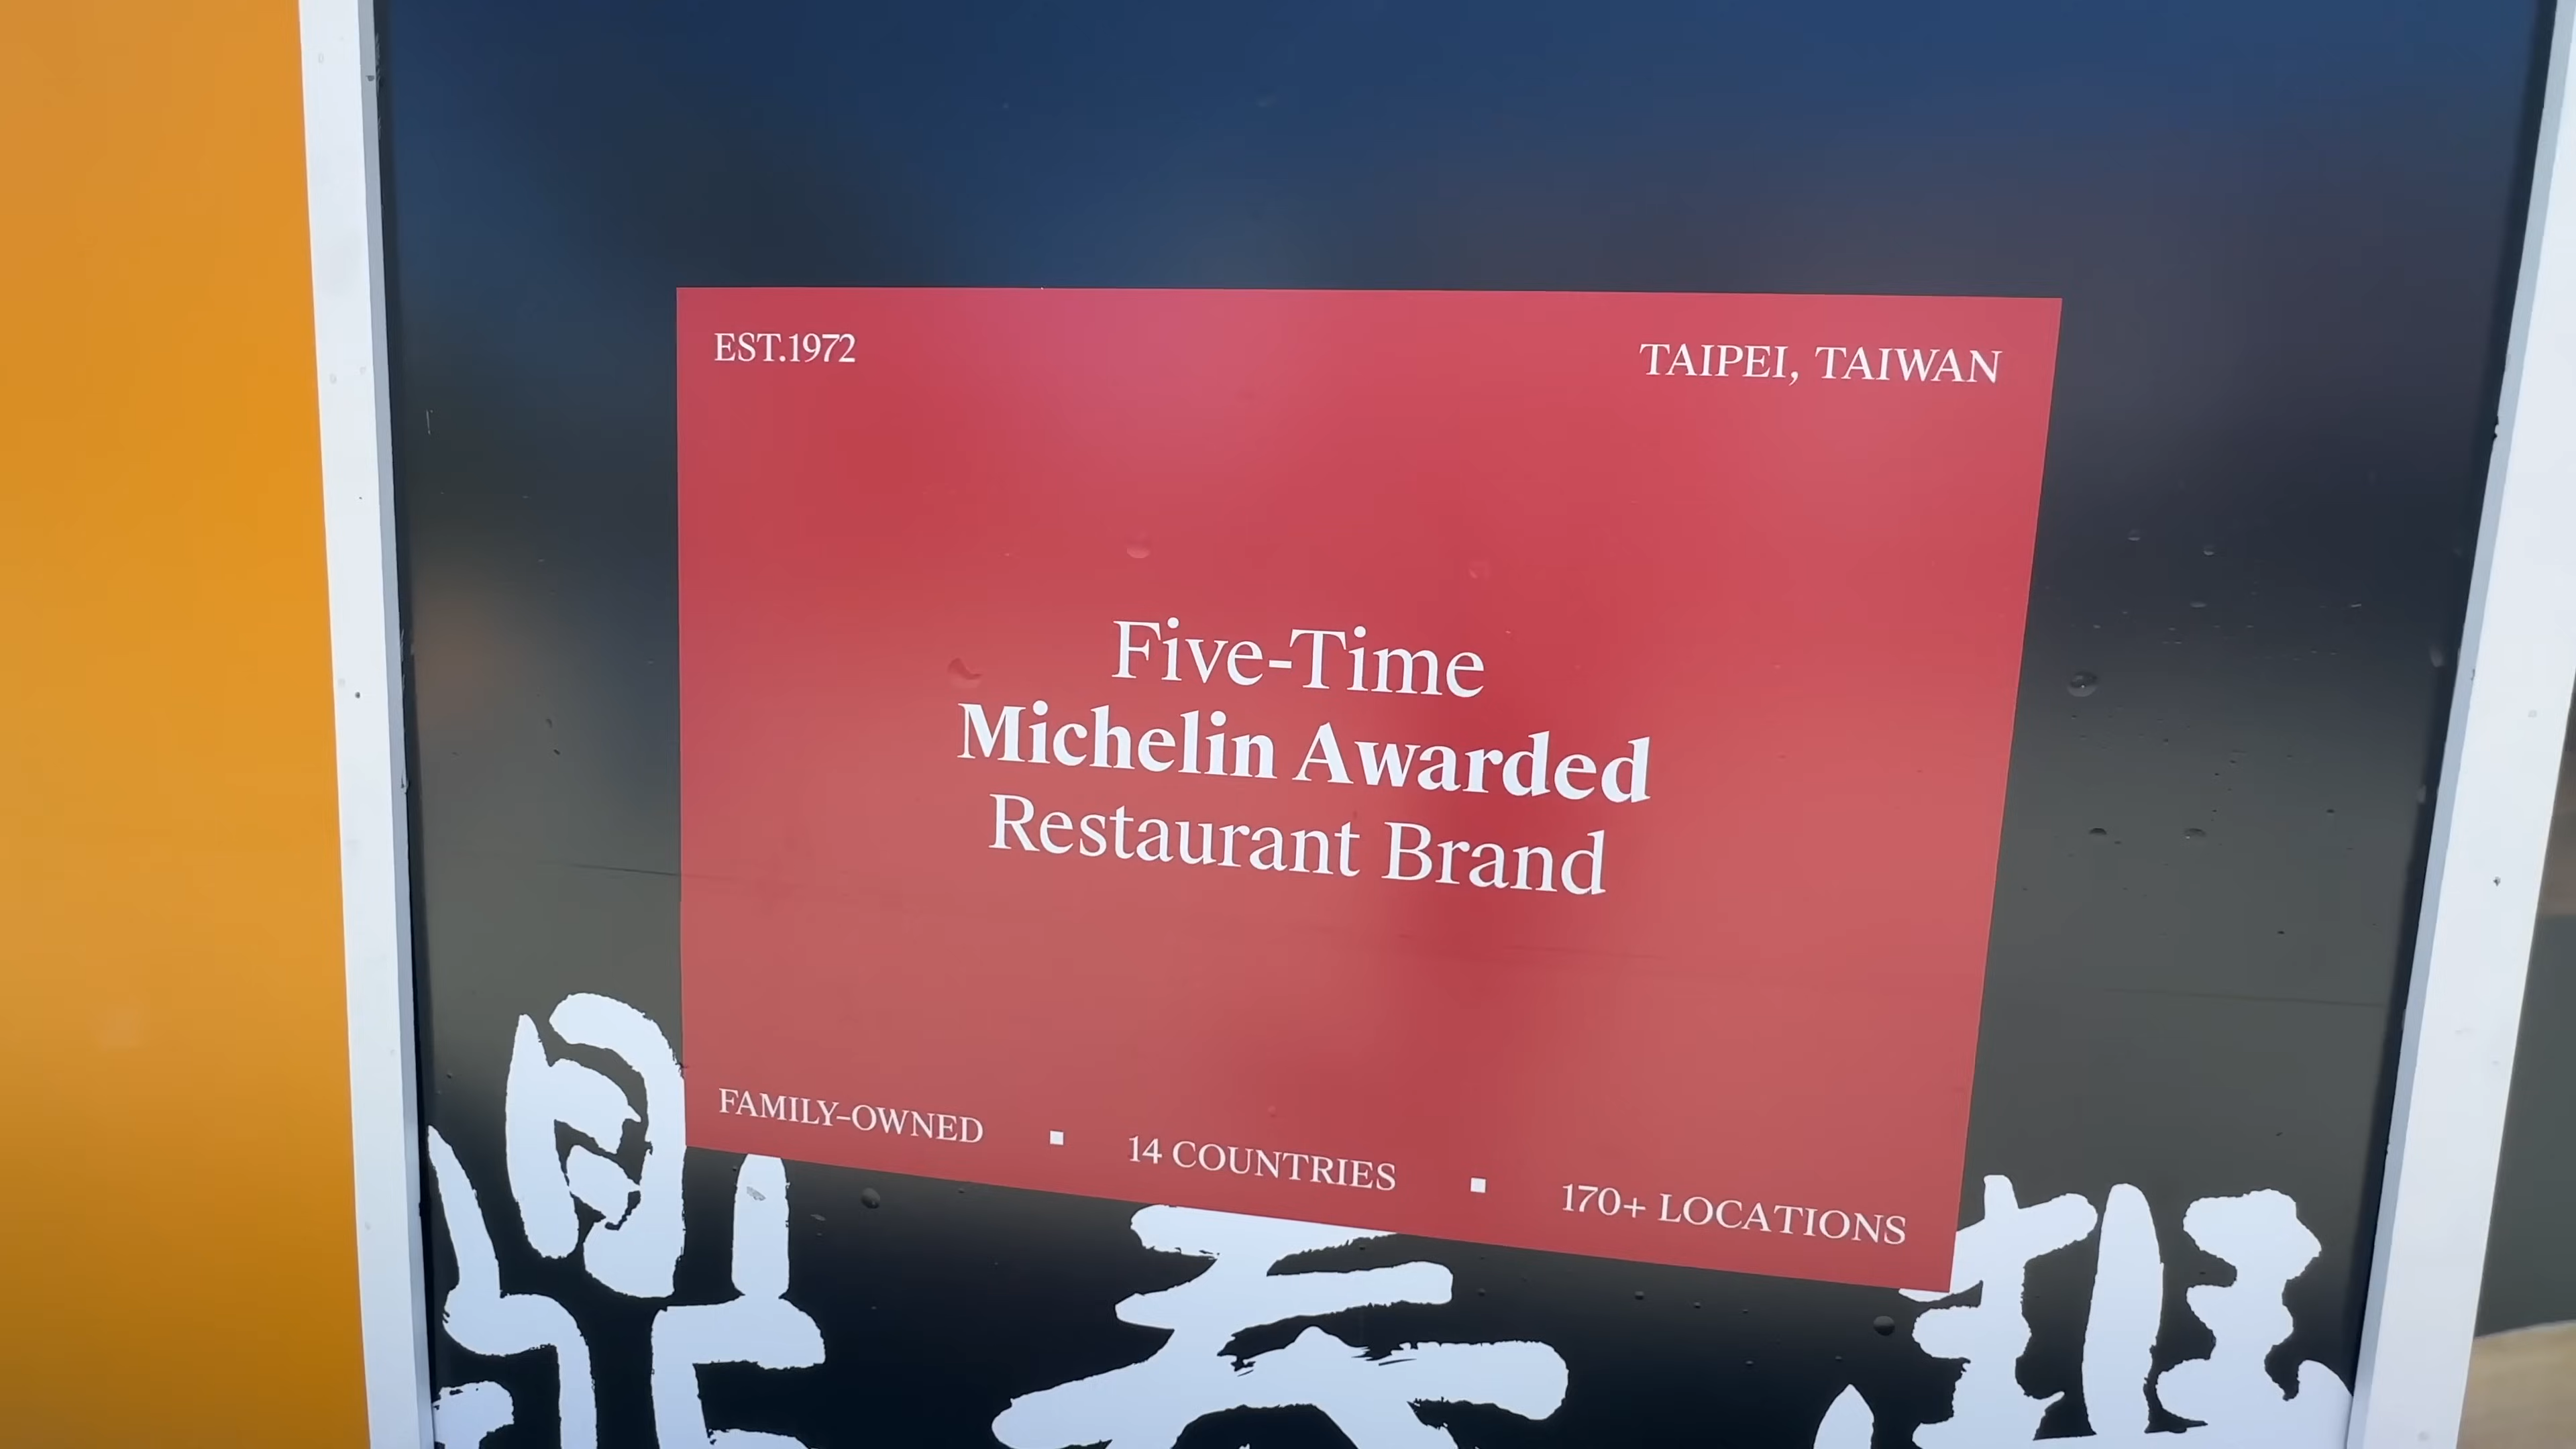 EST.1972
TAIPEI, TAIWAN
Five-Time
Michelin Awarded
Restaurant Brand
FAMILY-OWNED ▪ 14 COUNTRIES ▪ 170+ LOCATIONS